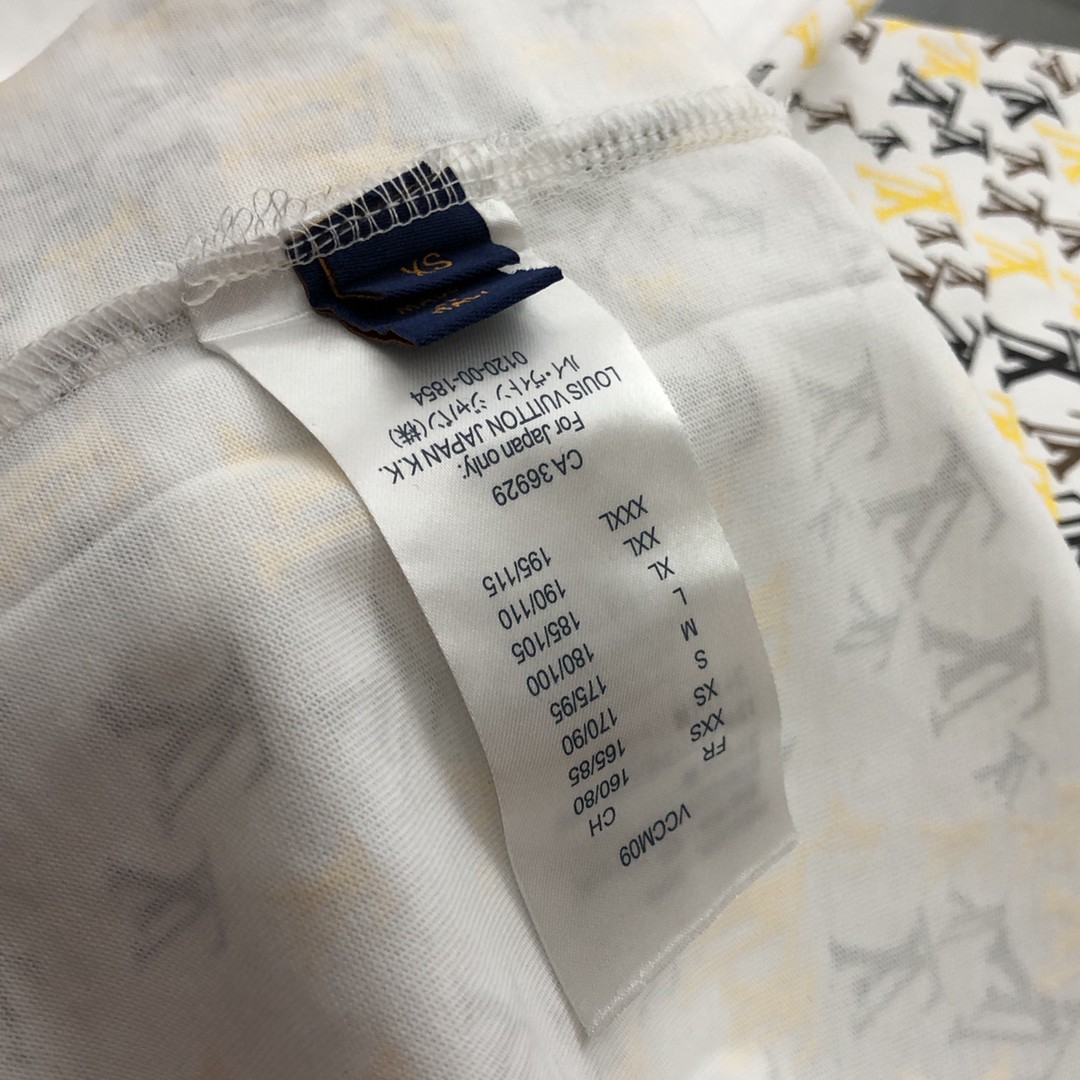 VCCM09
FR CH
XXS 160/80
XS 165/85
S 170/90
M 175/95
L 180/100
XL 185/105
XXL 190/110
XXXL 195/115
CA 36929
For Japan only:
LOUIS VUITTON JAPAN K.K.
ルイ・ヴィトン ジャパン(株)
0120-00-1854
XS